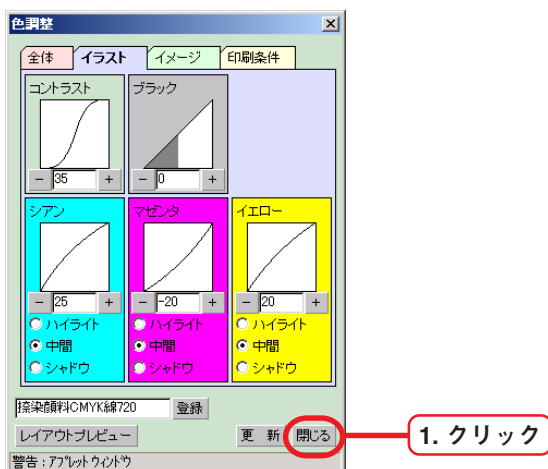 色調整
全体 イラスト イメージ 印刷条件
コントラスト ブラック
− 35 + − 0 +
シアン マゼンタ イエロー
− 25 + − -20 + − 20 +
ハイライト ハイライト ハイライト
中間 中間 中間
シャドウ シャドウ シャドウ
捺染顔料CMYK綿720 登録
レイアウトプレビュー 更 新 閉じる
1. クリック
警告 : アプレット ウィンドウ